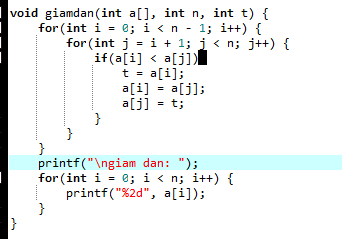 void giamdan(int a[], int n, int t) {
    for(int i = 0; i < n - 1; i++) {
        for(int j = i + 1; j < n; j++) {
            if(a[i] < a[j])
                t = a[i];
                a[i] = a[j];
                a[j] = t;
            }
        }
    }
    printf("\ngiam dan: ");
    for(int i = 0; i < n; i++) {
        printf("%2d", a[i]);
    }
}